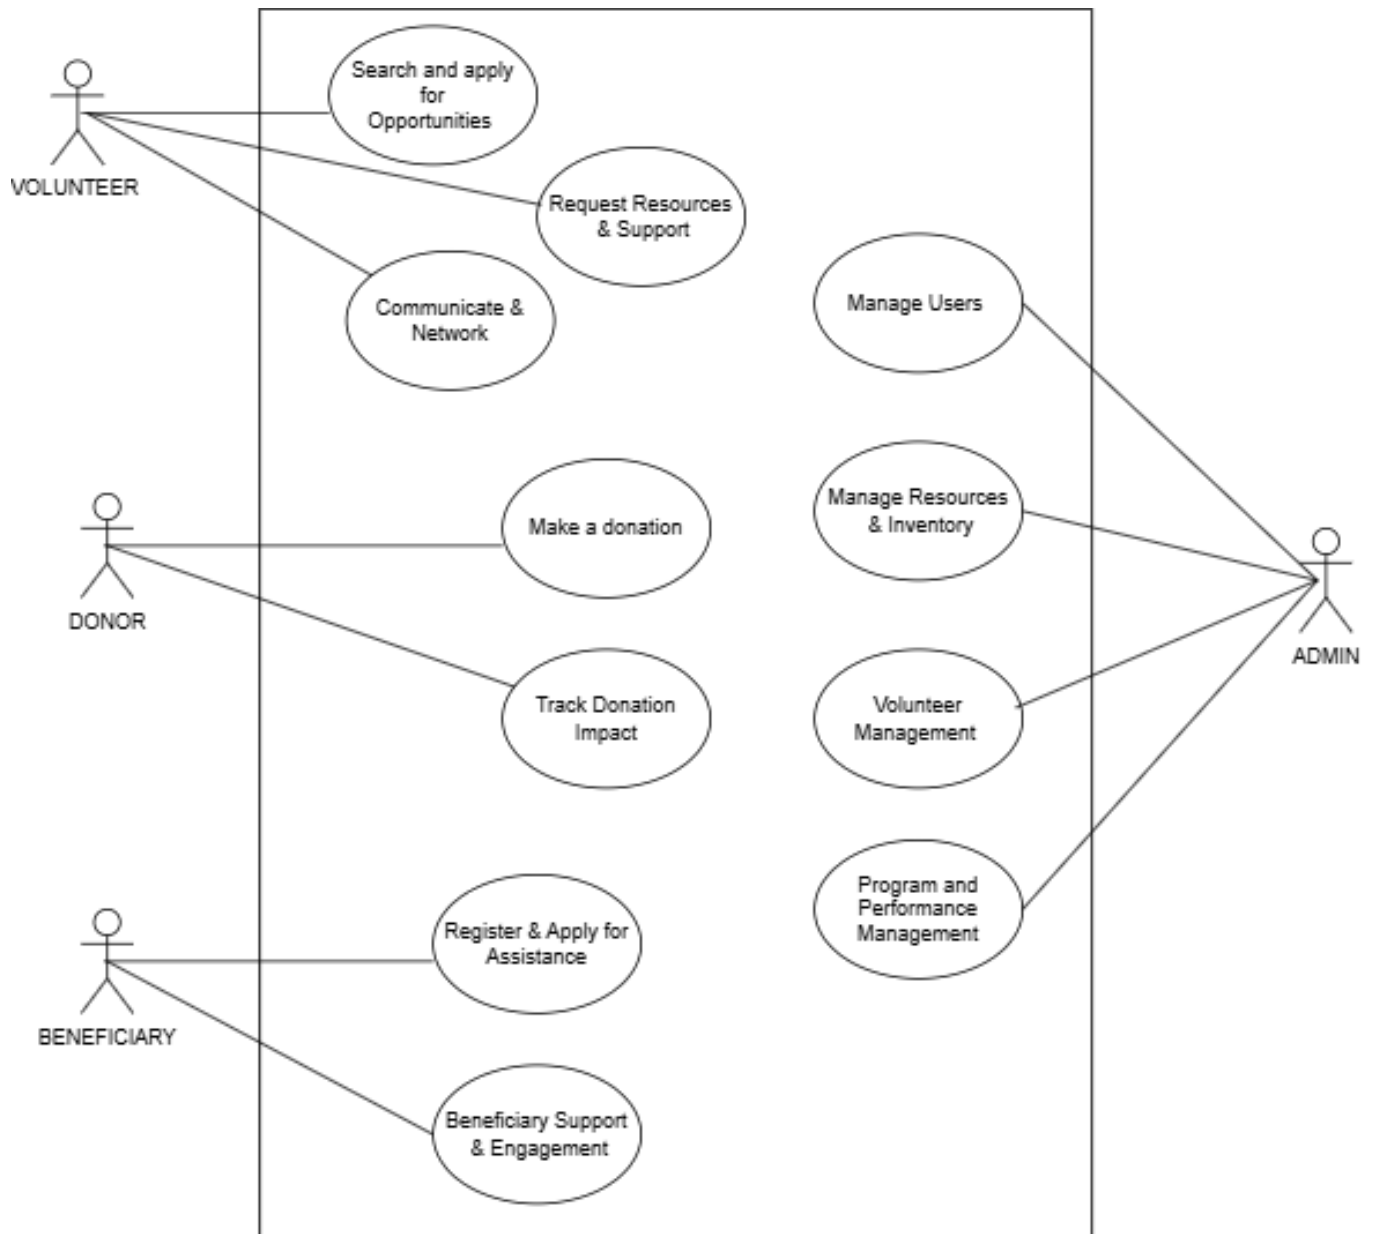 Search and apply
for
Opportunities
VOLUNTEER
Request Resources
& Support
Communicate &
Network
Manage Users
Make a donation
DONOR
Manage Resources
& Inventory
ADMIN
Track Donation
Impact
Volunteer
Management
Register & Apply for
Assistance
BENEFICIARY
Program and
Performance
Management
Beneficiary Support
& Engagement